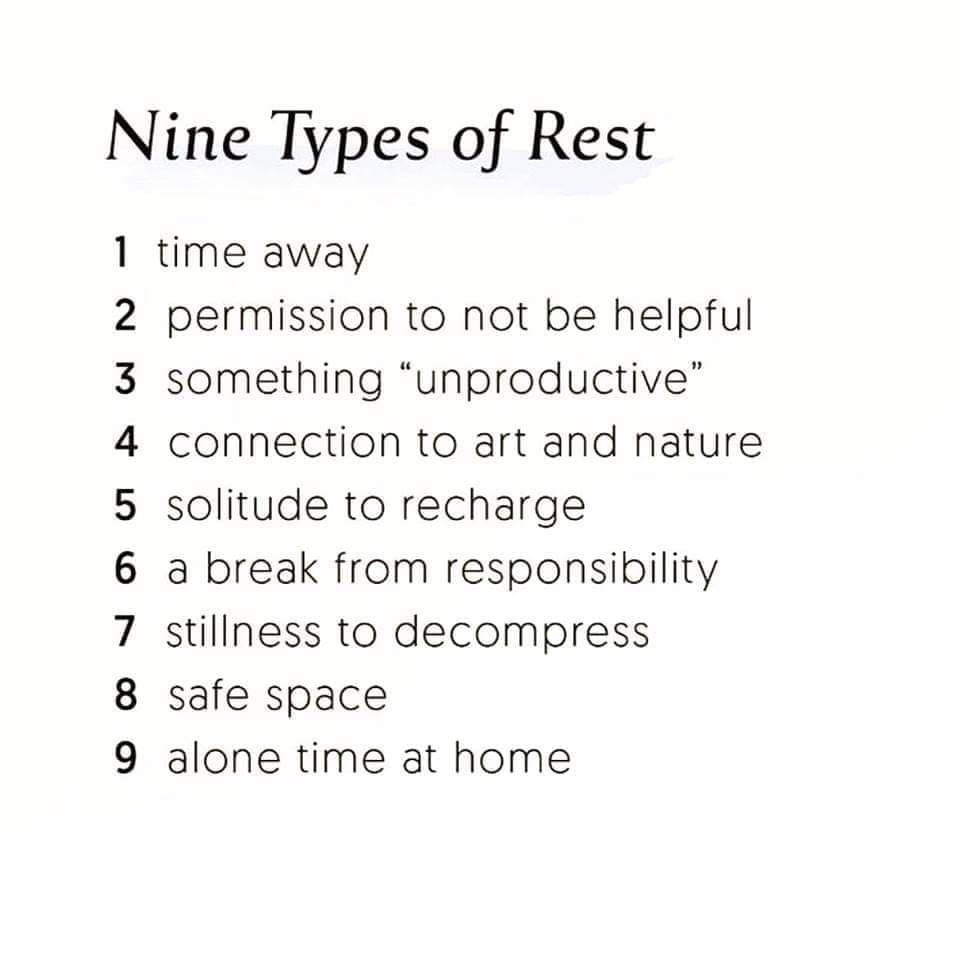 Nine Types of Rest
1 time away
2 permission to not be helpful
3 something “unproductive”
4 connection to art and nature
5 solitude to recharge
6 a break from responsibility
7 stillness to decompress
8 safe space
9 alone time at home